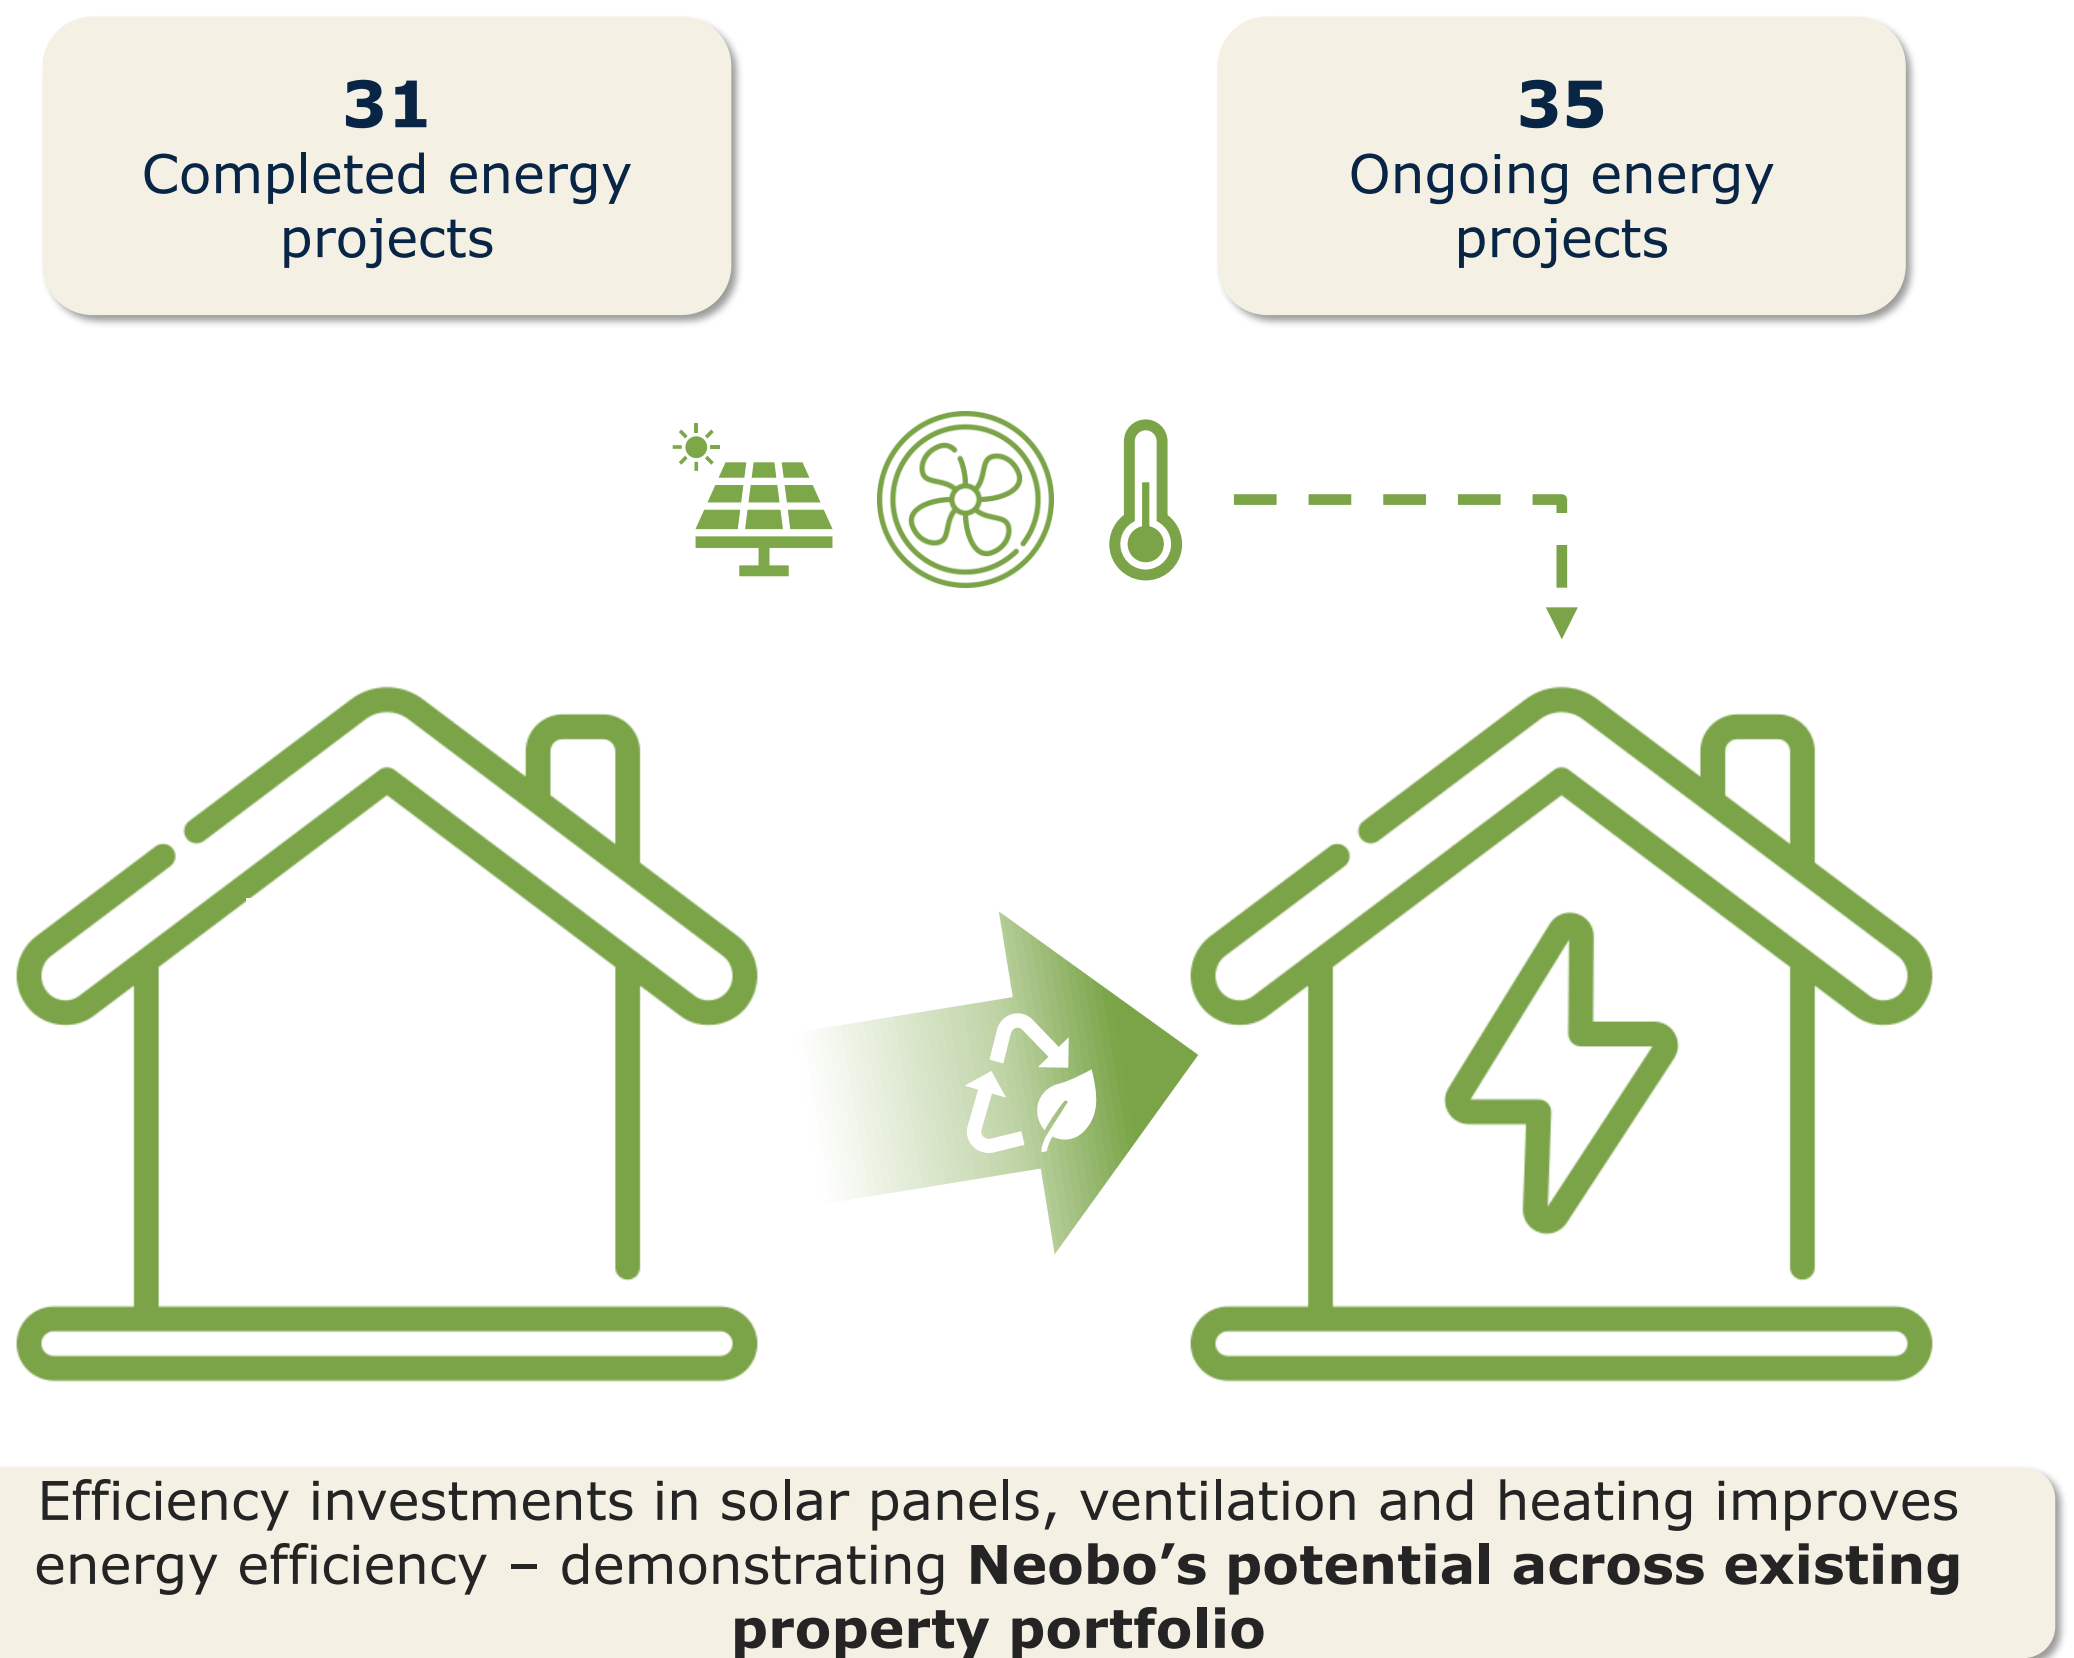 31
Completed energy
projects
35
Ongoing energy
projects
Efficiency investments in solar panels, ventilation and heating improves
energy efficiency – demonstrating Neobo’s potential across existing
property portfolio